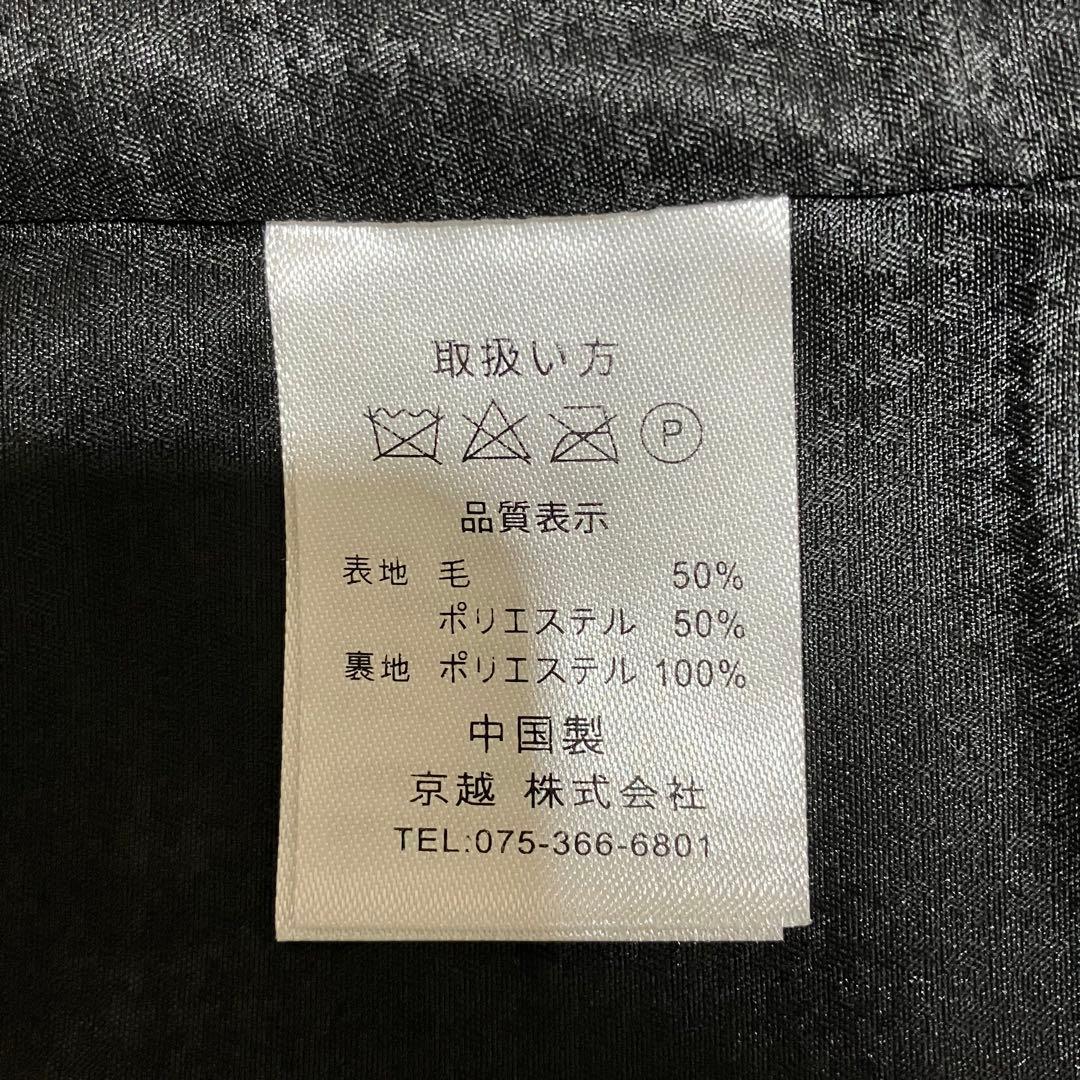 取扱い方
P
品質表示
表地 毛 50%
ポリエステル 50%
裏地 ポリエステル 100%
中国製
京越 株式会社
TEL:075-366-6801